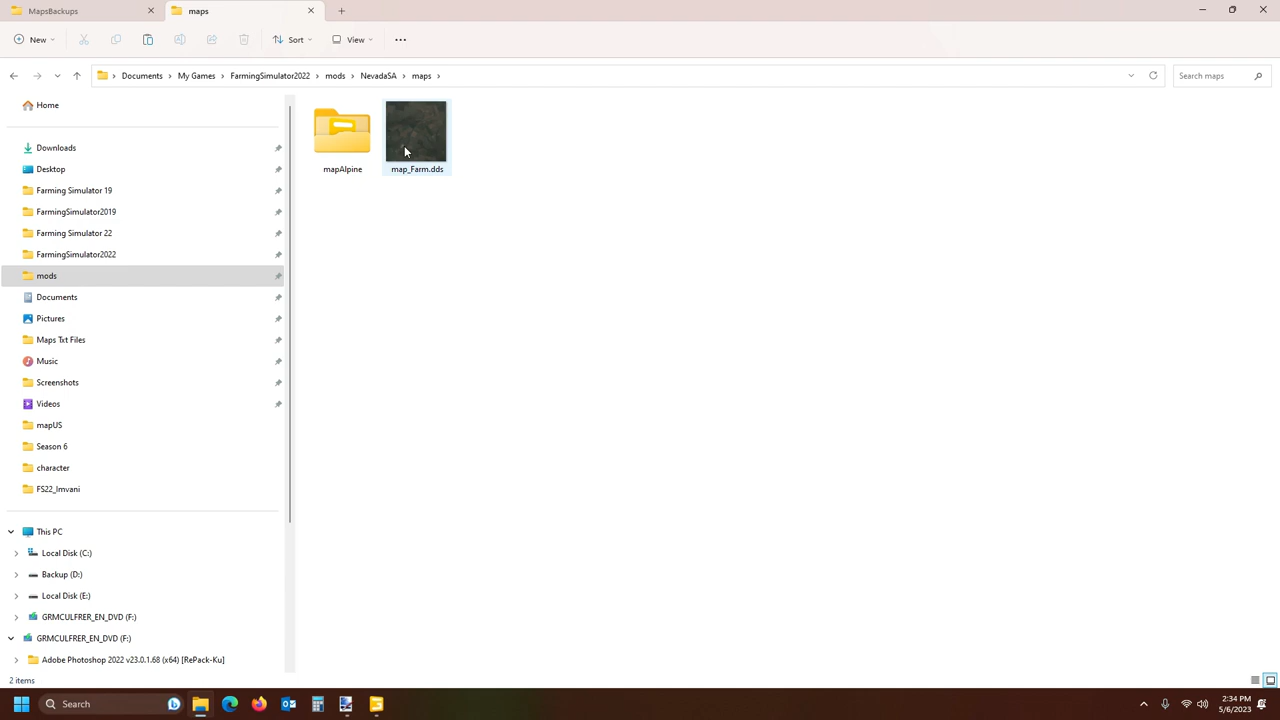 MapsBackups
maps
New
Sort
View
Documents > My Games > FarmingSimulator2022 > mods > NevadaSA > maps >
Search maps
Home
Downloads
Desktop
Farming Simulator 19
FarmingSimulator2019
Farming Simulator 22
FarmingSimulator2022
mods
Documents
Pictures
Maps Txt Files
Music
Screenshots
Videos
mapUS
Season 6
character
FS22_Imvani
This PC
Local Disk (C:)
Backup (D:)
Local Disk (E:)
GRMCULFRER_EN_DVD (F:)
GRMCULFRER_EN_DVD (F:)
Adobe Photoshop 2022 v23.0.1.68 (x64) [RePack-Ku]
mapAlpine
map_Farm.dds
2 items
Search
2:34 PM
5/6/2023